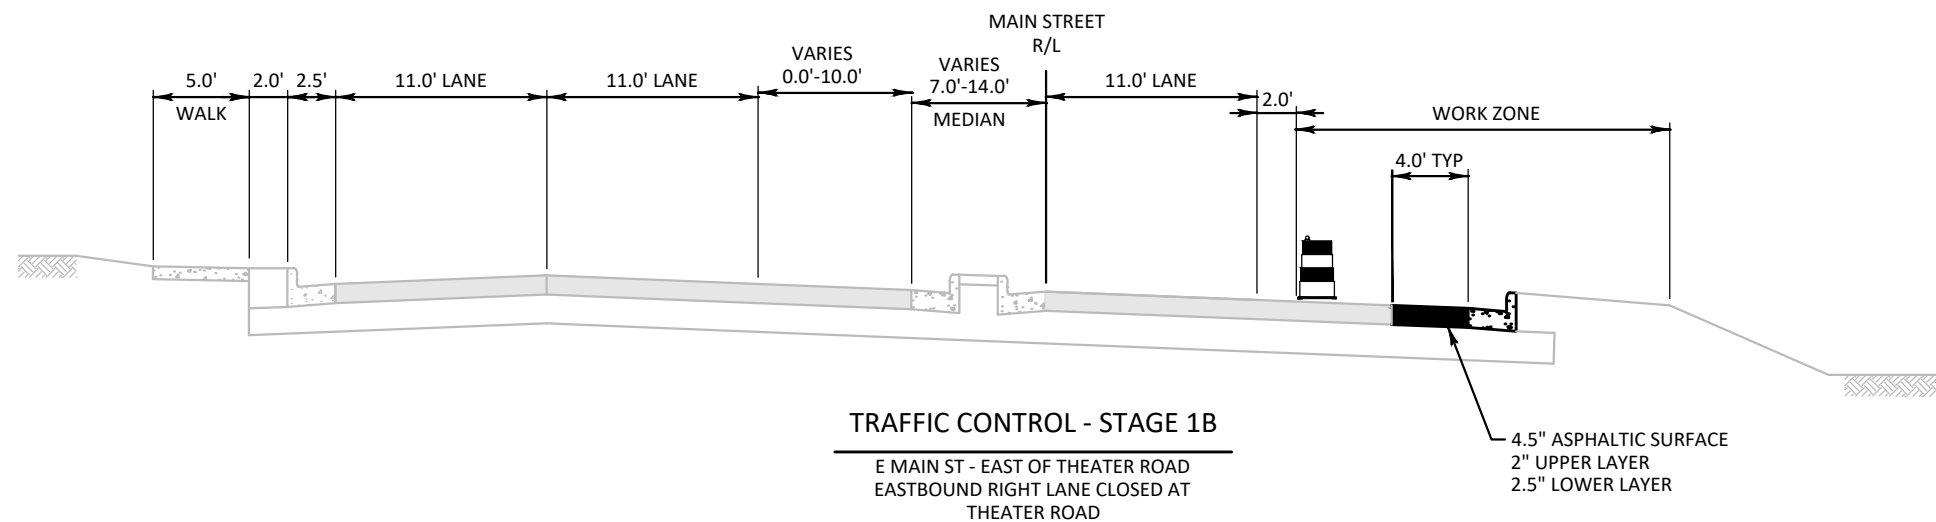 MAIN STREET
R/L
5.0'
WALK
2.0'
2.5'
11.0' LANE
11.0' LANE
VARIES
0.0'-10.0'
VARIES
7.0'-14.0'
MEDIAN
11.0' LANE
2.0'
WORK ZONE
4.0' TYP
4.5" ASPHALTIC SURFACE
2" UPPER LAYER
2.5" LOWER LAYER
TRAFFIC CONTROL - STAGE 1B
E MAIN ST - EAST OF THEATER ROAD
EASTBOUND RIGHT LANE CLOSED AT
THEATER ROAD